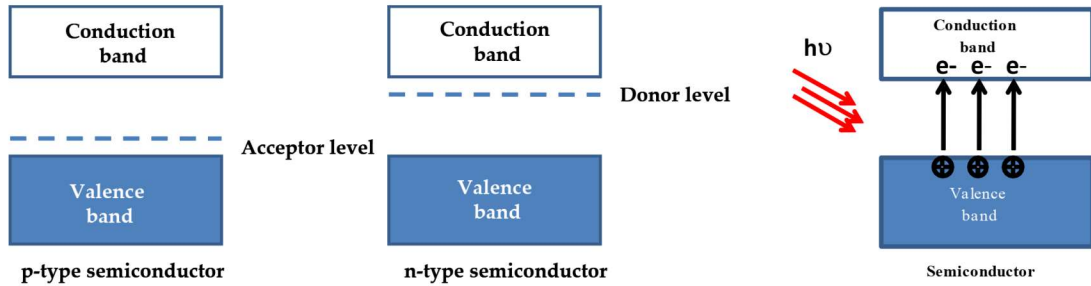 Conduction
band
Acceptor level
Valence
band
p-type semiconductor
Conduction
band
Donor level
Valence
band
n-type semiconductor
hυ
Conduction
band
e- e- e-
Valence
band
Semiconductor